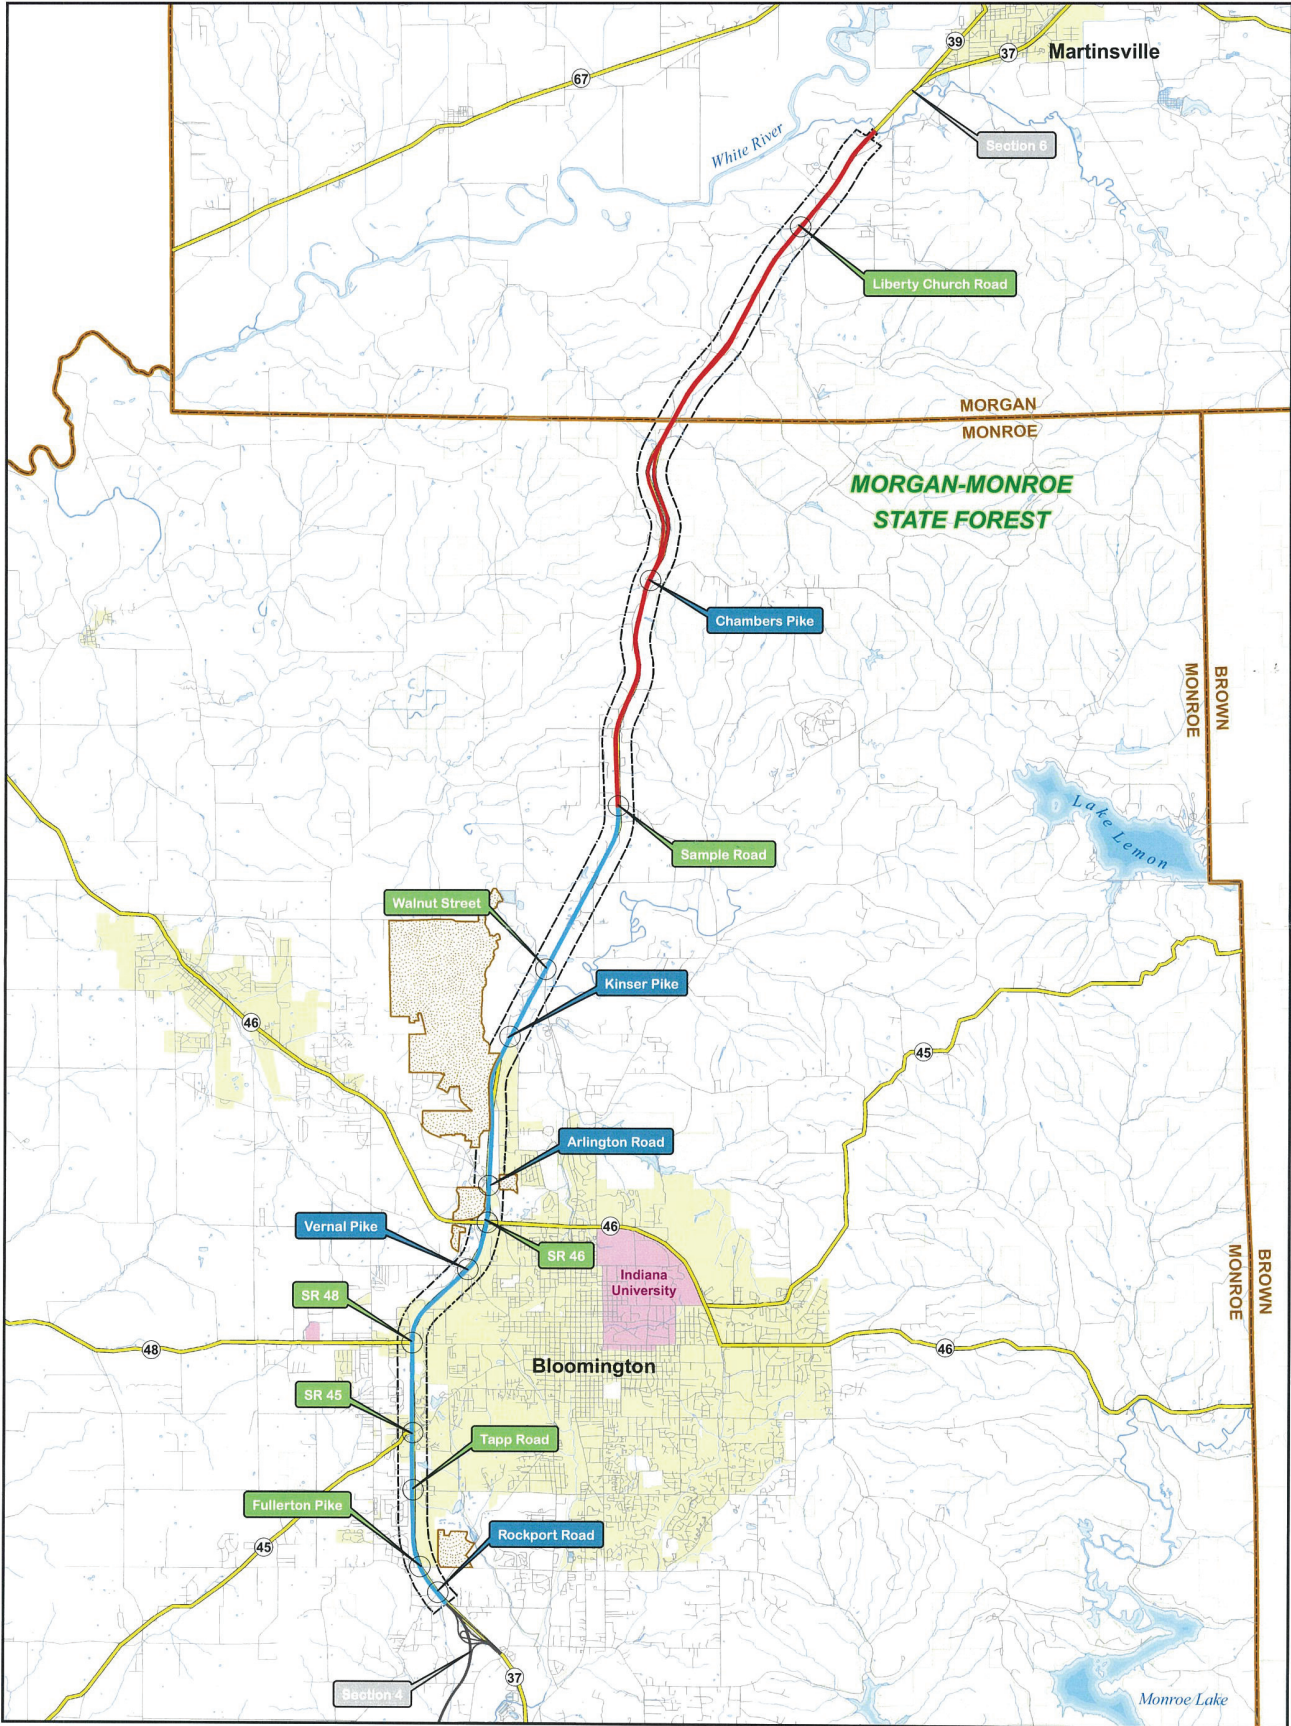 39
37
Martinsville
67
White River
Section 6
Liberty Church Road
MORGAN
MONROE
MORGAN-MONROE
STATE FOREST
Chambers Pike
BROWN
MONROE
Lake Lemon
Sample Road
Walnut Street
Kinser Pike
46
45
Arlington Road
Vernal Pike
46
SR 46
Indiana
University
BROWN
MONROE
SR 48
48
46
Bloomington
SR 45
Tapp Road
Fullerton Pike
Rockport Road
45
37
Section 4
Monroe Lake